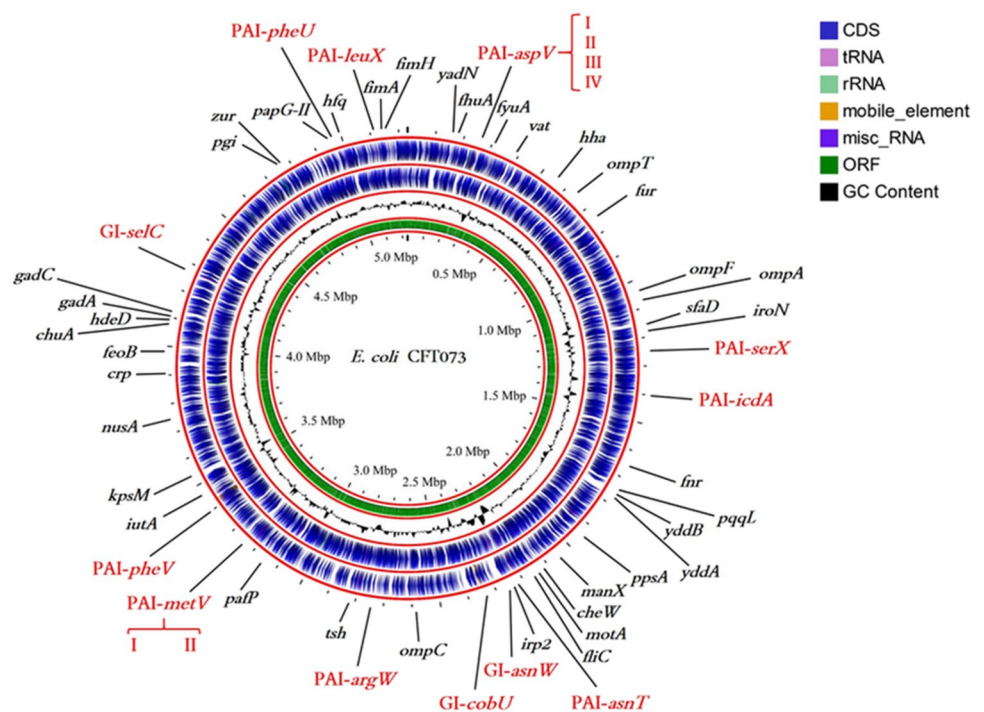 PAI-pheU
PAI-leuX
fimH
fimA
yadN
PAI-aspV
I
II
III
IV
fhuA
fyuA
vat
hha
ompT
fur
zur
pgi
papG-II
hfq
CDS
tRNA
rRNA
mobile_element
misc_RNA
ORF
GC Content
GI-selC
gadC
gadA
hdeD
chuA
feoB
crp
nusA
kpsM
iutA
PAI-pheV
PAI-metV
I II
pafP
tsh
PAI-argW
ompC
GI-cobU
GI-asnW
irp2
PAI-asnT
fliC
motA
cheW
manX
ppsA
yddA
yddB
pqqL
fnr
PAI-icdA
PAI-serX
iroN
sfaD
ompA
ompF
5.0 Mbp
0.5 Mbp
4.5 Mbp
1.0 Mbp
4.0 Mbp
E. coli CFT073
1.5 Mbp
3.5 Mbp
2.0 Mbp
3.0 Mbp
2.5 Mbp